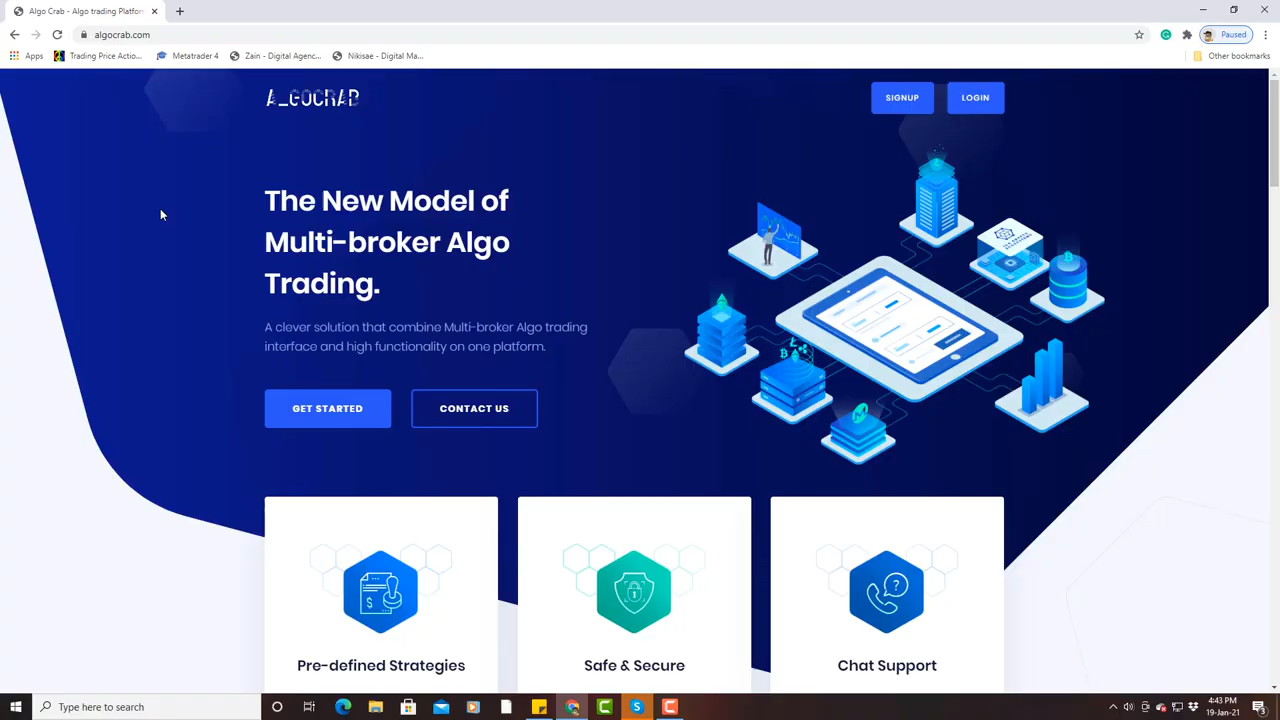 Algo Crab - Algo trading Platfor
algocrab.com
Paused
Apps
Trading Price Actio...
Metatrader 4
Zain - Digital Agenc...
Nikisae - Digital Ma...
Other bookmarks
SIGNUP
LOGIN
The New Model of
Multi-broker Algo
Trading.
A clever solution that combine Multi-broker Algo trading
interface and high functionality on one platform.
GET STARTED
CONTACT US
Pre-defined Strategies
Safe & Secure
Chat Support
Type here to search
4:43 PM
19-Jan-21